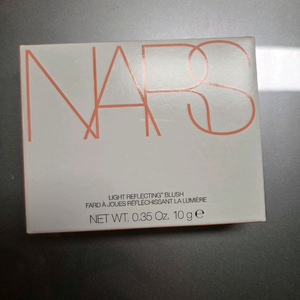 NARS
LIGHT REFLECTING™ BLUSH
FARD À JOUES RÉFLÉCHISSANT LA LUMIÈRE
NET WT. 0.35 Oz. 10 g ℮